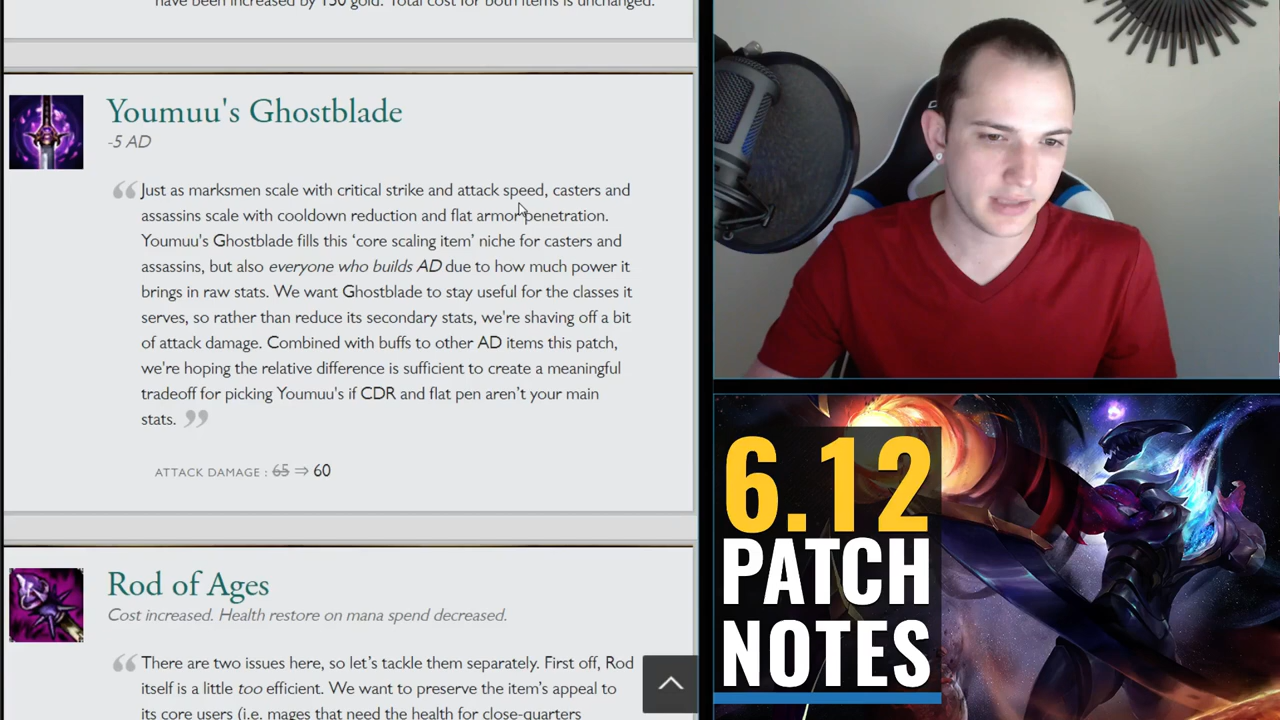 have been increased by 150 gold. Total cost for both items is unchanged.
Youmuu's Ghostblade
-5 AD
“ Just as marksmen scale with critical strike and attack speed, casters and
assassins scale with cooldown reduction and flat armor penetration.
Youmuu's Ghostblade fills this ‘core scaling item’ niche for casters and
assassins, but also everyone who builds AD due to how much power it
brings in raw stats. We want Ghostblade to stay useful for the classes it
serves, so rather than reduce its secondary stats, we're shaving off a bit
of attack damage. Combined with buffs to other AD items this patch,
we're hoping the relative difference is sufficient to create a meaningful
tradeoff for picking Youmuu's if CDR and flat pen aren’t your main
stats. ”
ATTACK DAMAGE : 65 ⇒ 60
Rod of Ages
Cost increased. Health restore on mana spend decreased.
“ There are two issues here, so let’s tackle them separately. First off, Rod
itself is a little too efficient. We want to preserve the item’s appeal to
its core users (i.e. mages that need the health for close-quarters
6.12
PATCH
NOTES